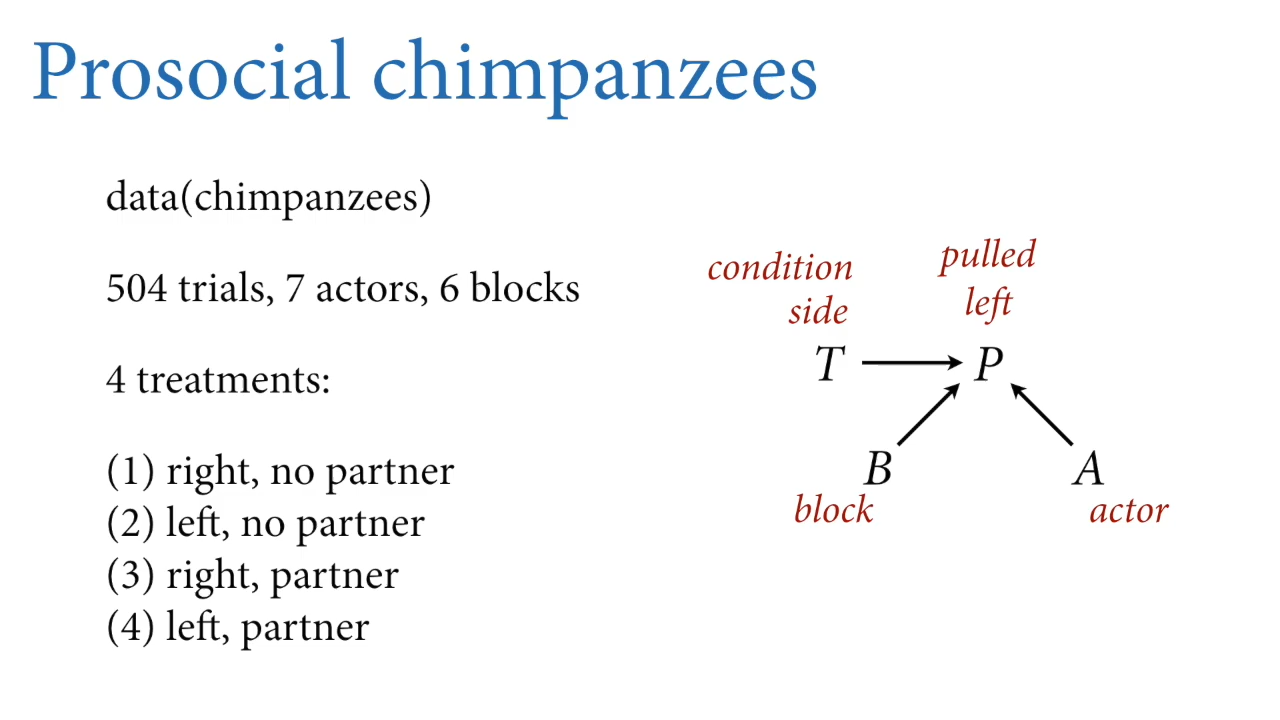 Prosocial chimpanzees
data(chimpanzees)
504 trials, 7 actors, 6 blocks
4 treatments:
(1) right, no partner
(2) left, no partner
(3) right, partner
(4) left, partner
condition
side
pulled
left
T
P
B
A
block
actor